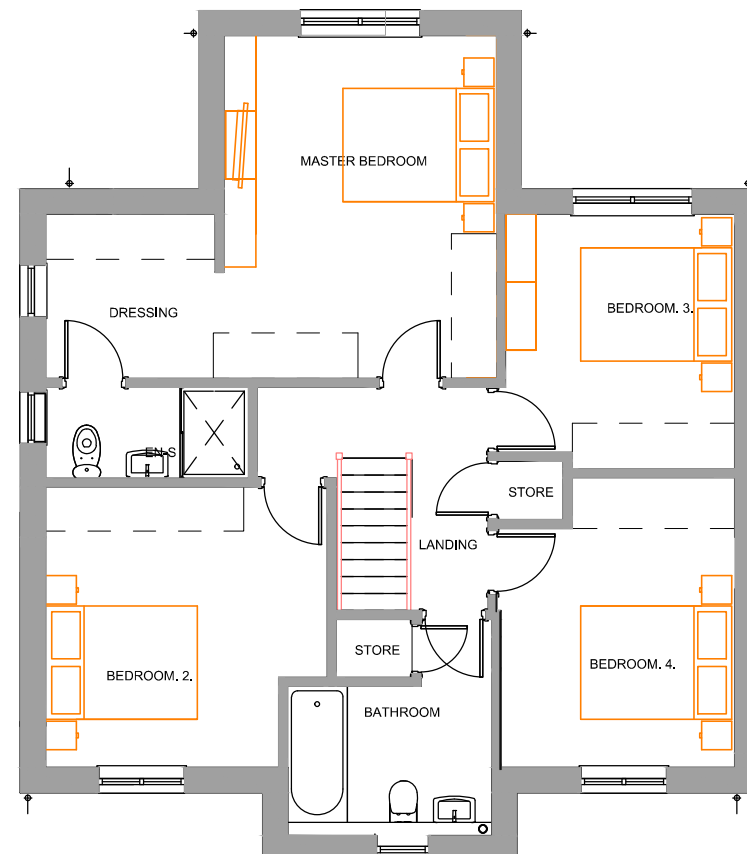 MASTER BEDROOM
DRESSING
BEDROOM. 3.
EN-S
STORE
LANDING
STORE
BEDROOM. 4.
BEDROOM. 2.
BATHROOM